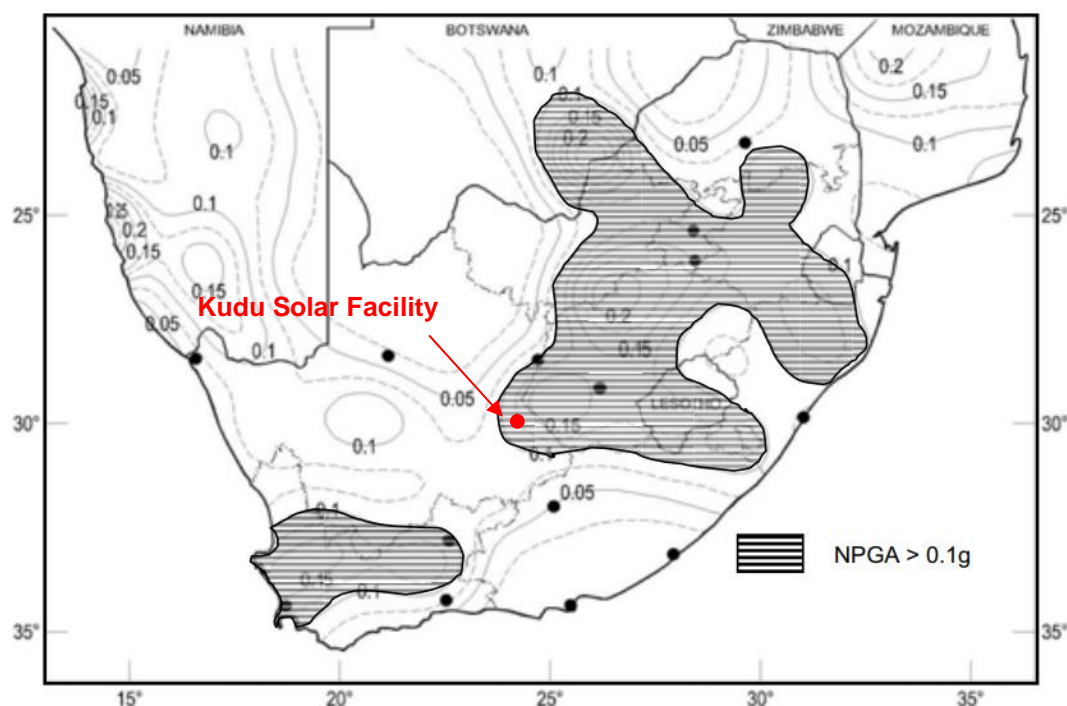 NAMIBIA BOTSWANA ZIMBABWE MOZAMBIQUE
0.05 0.1 0.2
0.15 0.1 0.15
0.1 0.15
0.2 0.05 0.1
0.1
0.1
25° 25°
0.2
0.15 0.1
0.15
Kudu Solar Facility
0.2
0.05 0.1 0.15
0.05 LESOTHO
30° 0.15 30°
0.1 0.1
0.05
0.1
NPGA > 0.1g
0.15 0.1
0.1
35° 35°
15° 20° 25° 30° 35°